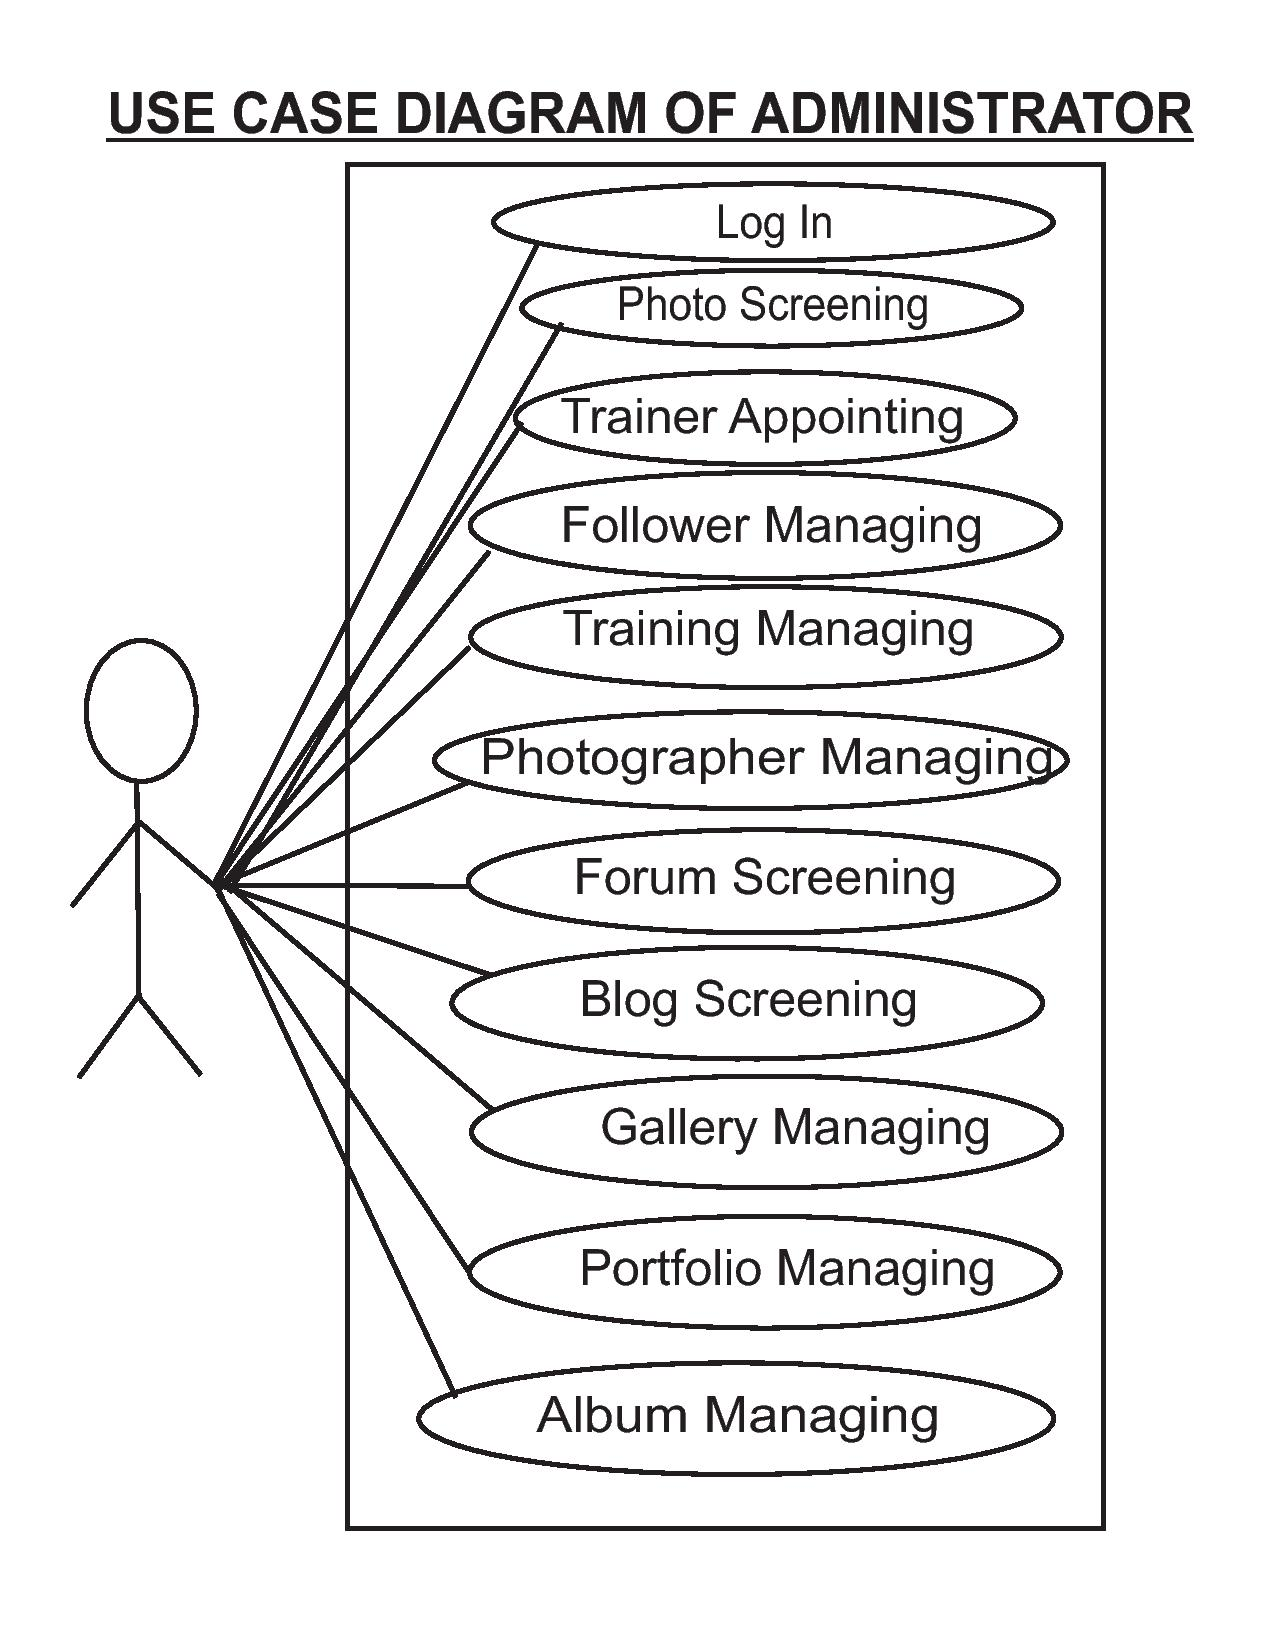 USE CASE DIAGRAM OF ADMINISTRATOR
Log In
Photo Screening
Trainer Appointing
Follower Managing
Training Managing
Photographer Managing
Forum Screening
Blog Screening
Gallery Managing
Portfolio Managing
Album Managing